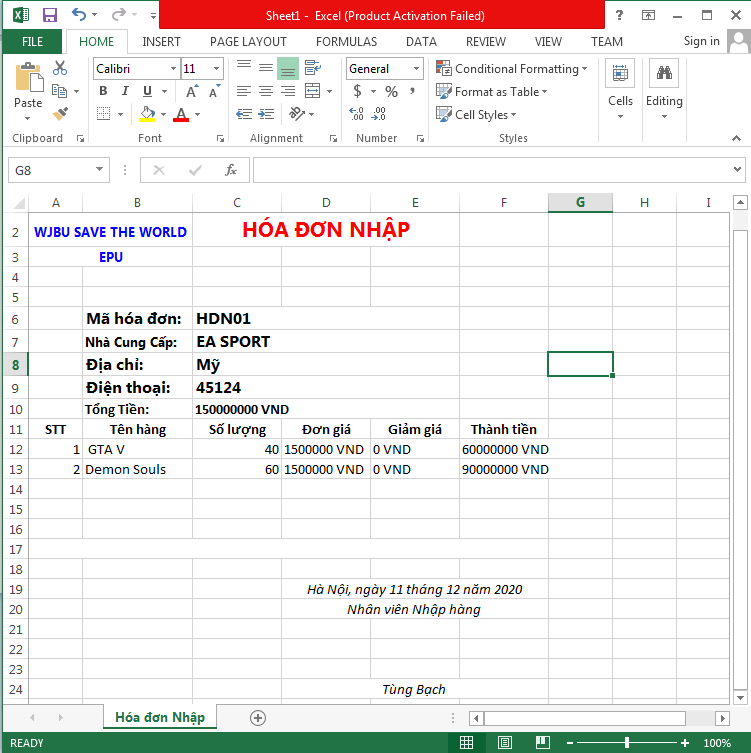 Sheet1 - Excel (Product Activation Failed)
?
FILE HOME INSERT PAGE LAYOUT FORMULAS DATA REVIEW VIEW TEAM Sign in
Calibri 11 General Conditional Formatting
Paste B I U A A $ % , Format as Table Cells Editing
A .00 Cell Styles
Clipboard Font Alignment Number Styles
G8 fx
A B C D E F G H I
2 WJBU SAVE THE WORLD HÓA ĐƠN NHẬP
3 EPU
4
5
6 Mã hóa đơn: HDN01
7 Nhà Cung Cấp: EA SPORT
8 Địa chỉ: Mỹ
9 Điện thoại: 45124
10 Tổng Tiền: 150000000 VND
11 STT Tên hàng Số lượng Đơn giá Giảm giá Thành tiền
12 1 GTA V 40 1500000 VND 0 VND 60000000 VND
13 2 Demon Souls 60 1500000 VND 0 VND 90000000 VND
14
15
16
17
18
19 Hà Nội, ngày 11 tháng 12 năm 2020
20 Nhân viên Nhập hàng
21
22
23
24 Tùng Bạch
Hóa đơn Nhập
READY 100%